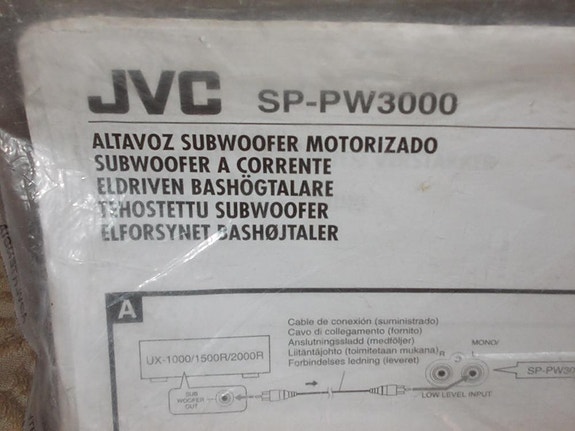 JVC SP-PW3000
ALTAVOZ SUBWOOFER MOTORIZADO
SUBWOOFER A CORRENTE
ELDRIVEN BASHÖGTALARE
TEHOSTETTU SUBWOOFER
ELFORSYNET BASHØJTALER
A
Cable de conexión (suministrado)
Cavo di collegamento (fornito)
Anslutningssladd (medföljer)
Liitäntäjohto (toimitetaan mukana)
Forbindelses ledning (leveret)
UX-1000/1500R/2000R
SUB
WOOFER
OUT
R
L
MONO/
LOW LEVEL INPUT